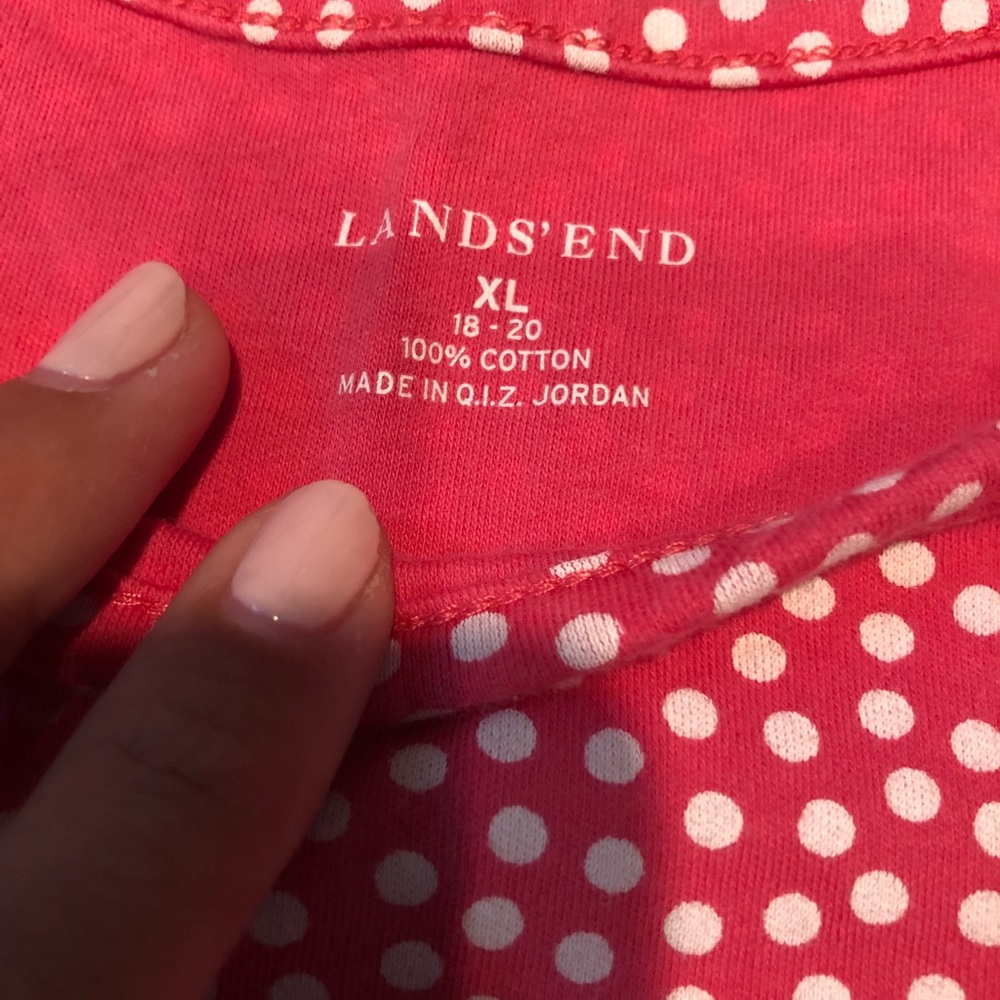 LANDS' END
XL
18 - 20
100% COTTON
MADE IN Q.I.Z. JORDAN